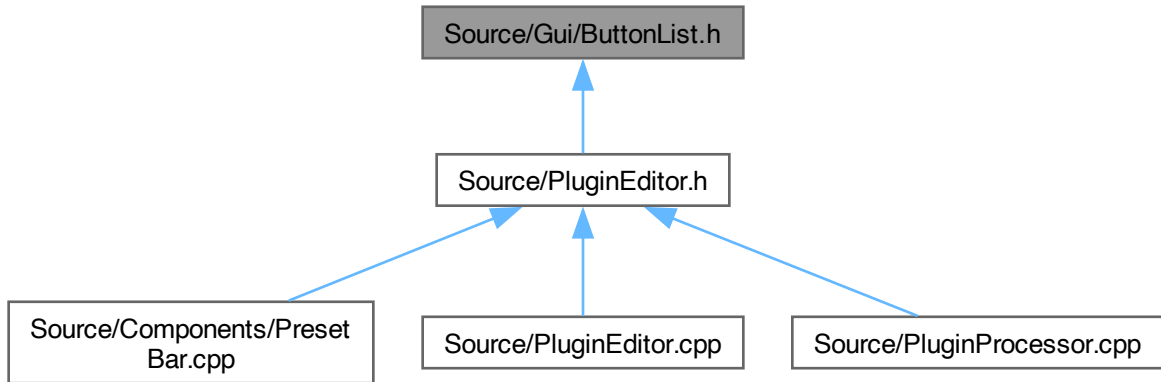 Source/Gui/ButtonList.h
Source/PluginEditor.h
Source/Components/Preset
Bar.cpp
Source/PluginEditor.cpp
Source/PluginProcessor.cpp